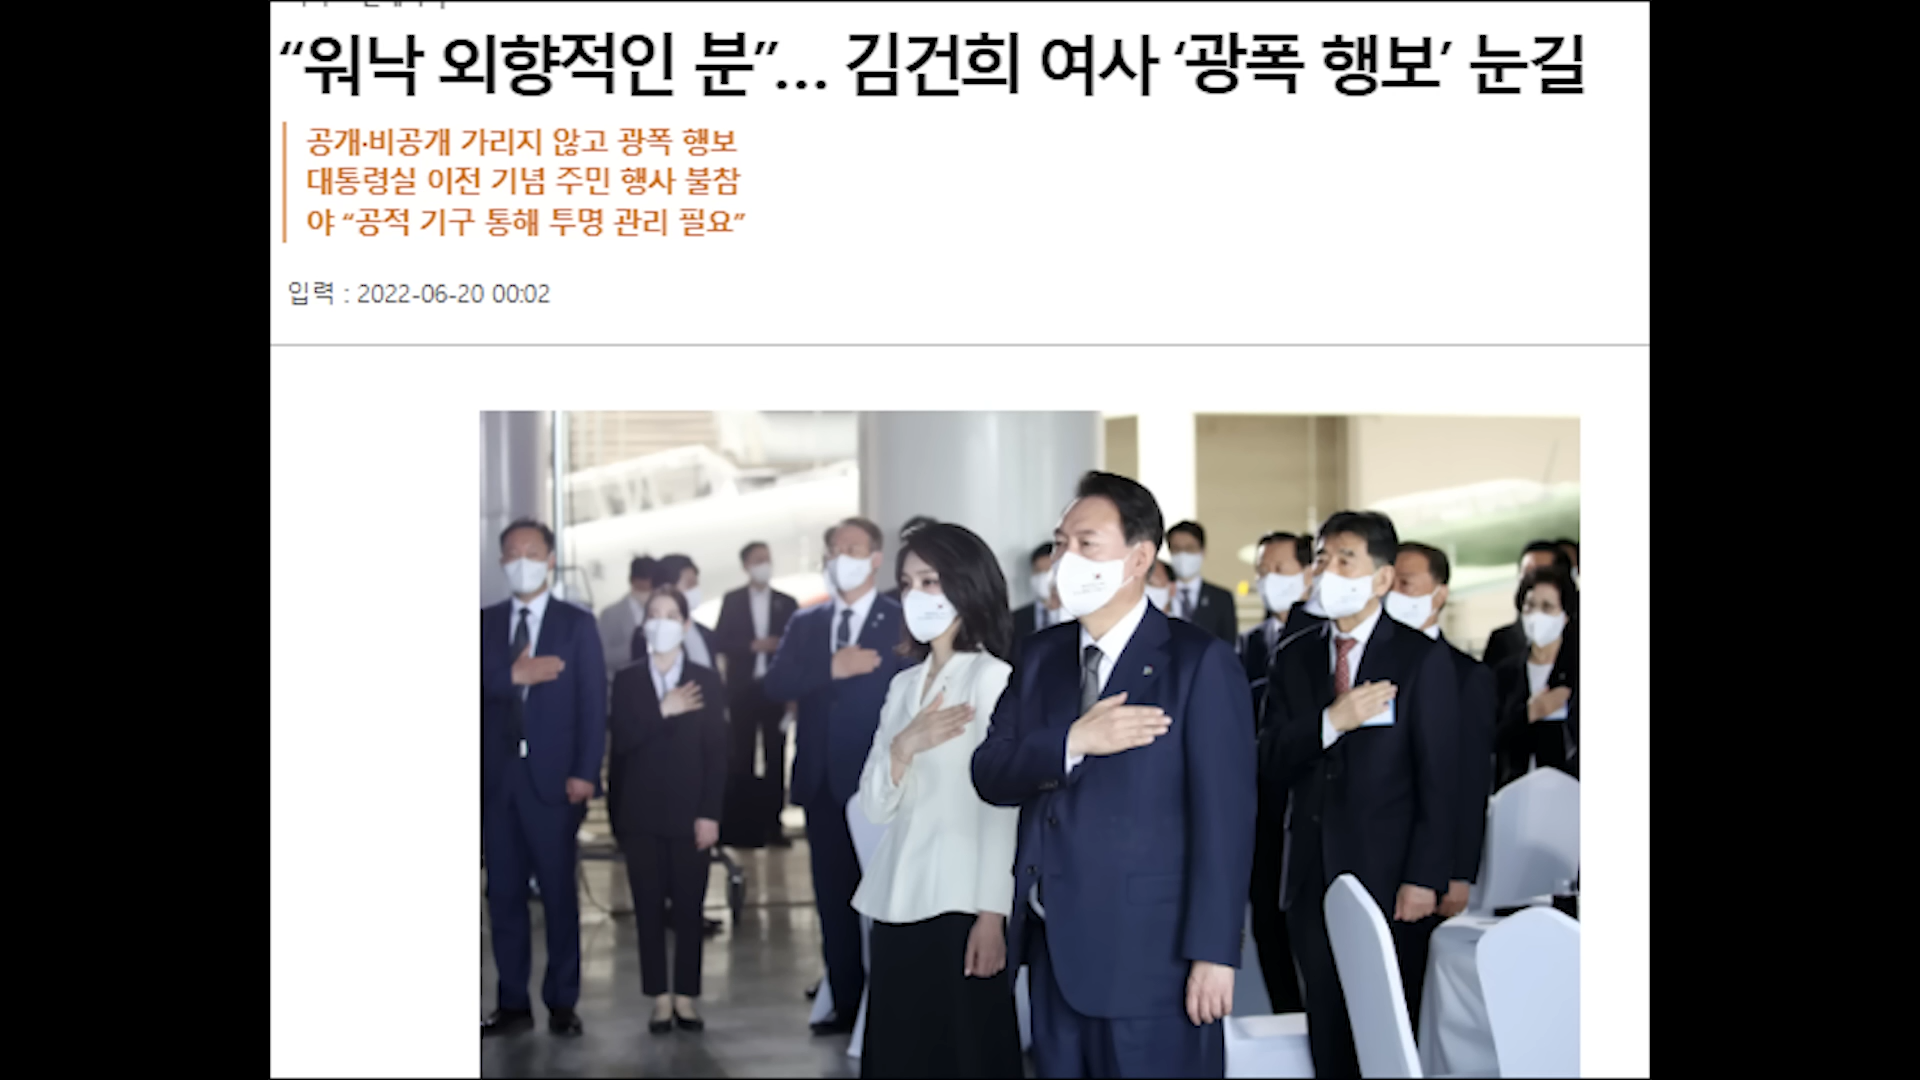 “워낙 외향적인 분”… 김건희 여사 ‘광폭 행보’ 눈길
공개·비공개 가리지 않고 광폭 행보
대통령실 이전 기념 주민 행사 불참
야 “공적 기구 통해 투명 관리 필요”
입력 : 2022-06-20 00:02